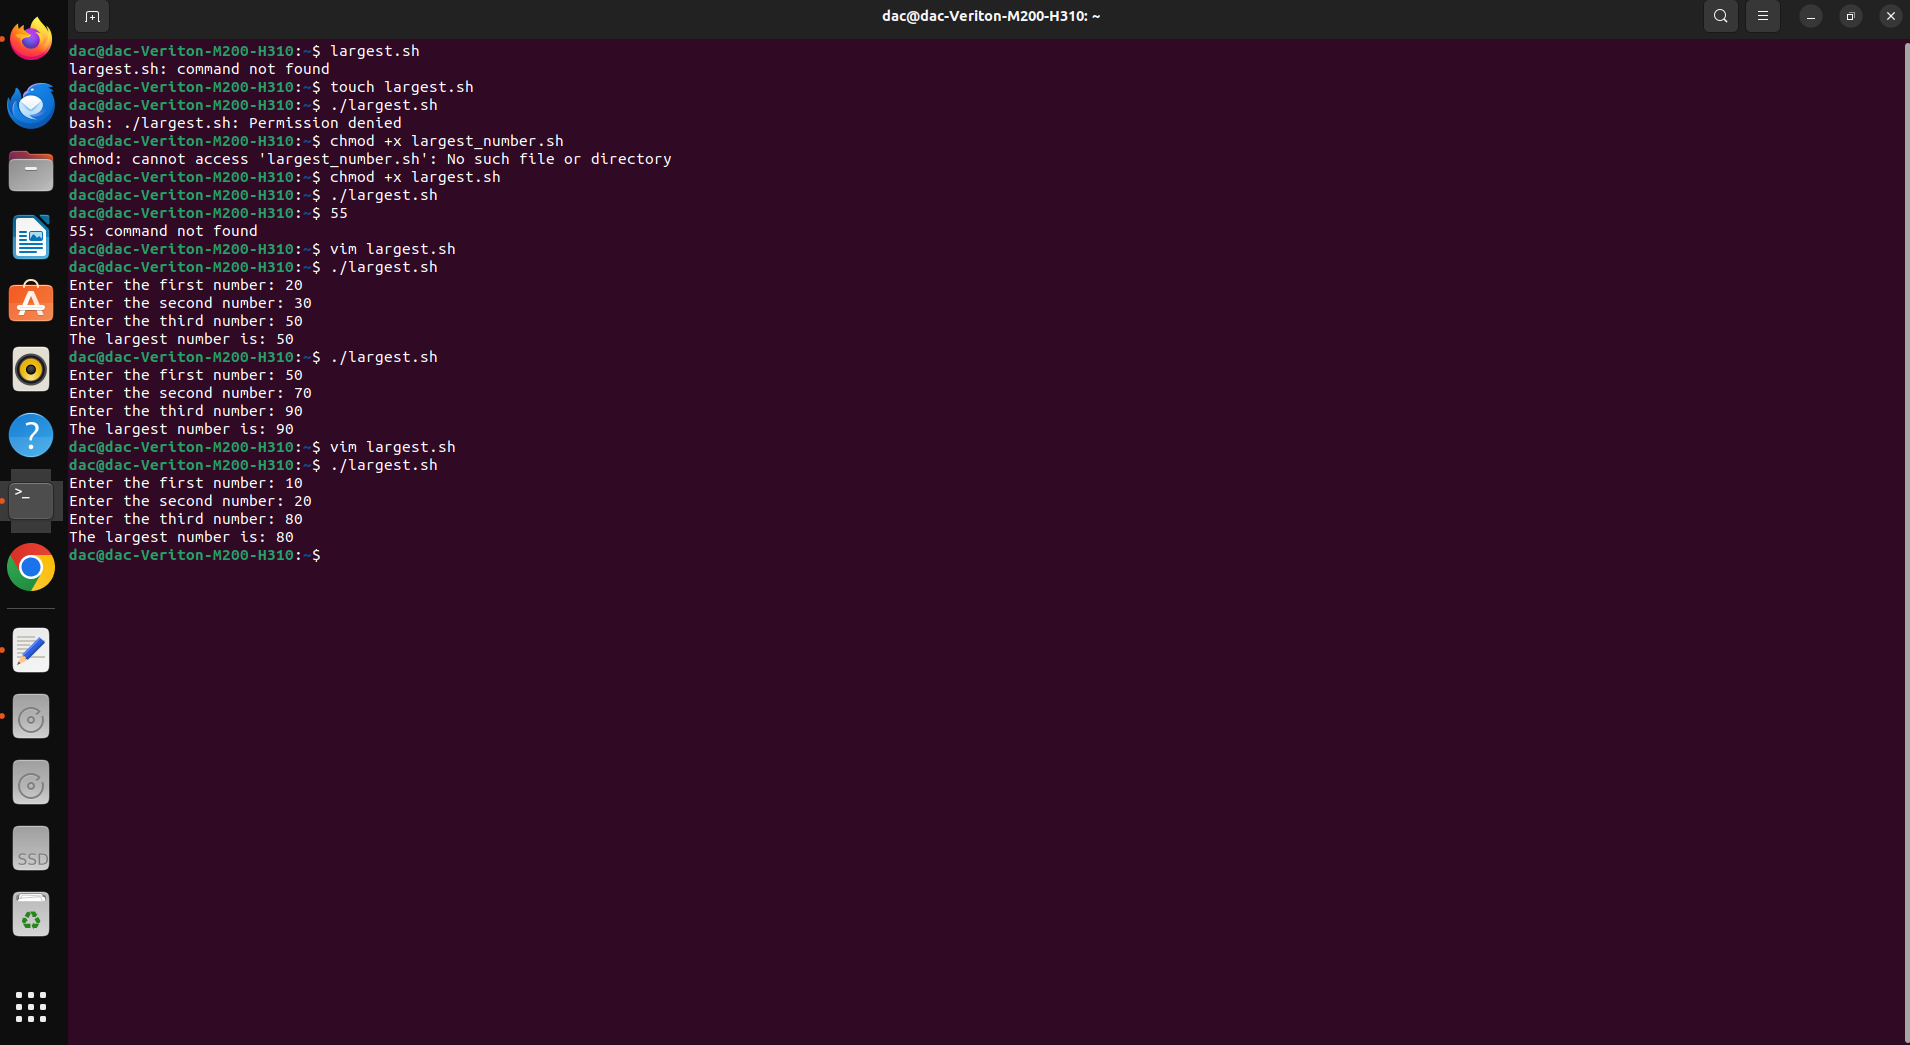 dac@dac-Veriton-M200-H310: ~
dac@dac-Veriton-M200-H310:~$ largest.sh
largest.sh: command not found
dac@dac-Veriton-M200-H310:~$ touch largest.sh
dac@dac-Veriton-M200-H310:~$ ./largest.sh
bash: ./largest.sh: Permission denied
dac@dac-Veriton-M200-H310:~$ chmod +x largest_number.sh
chmod: cannot access 'largest_number.sh': No such file or directory
dac@dac-Veriton-M200-H310:~$ chmod +x largest.sh
dac@dac-Veriton-M200-H310:~$ ./largest.sh
dac@dac-Veriton-M200-H310:~$ 55
55: command not found
dac@dac-Veriton-M200-H310:~$ vim largest.sh
dac@dac-Veriton-M200-H310:~$ ./largest.sh
Enter the first number: 20
Enter the second number: 30
Enter the third number: 50
The largest number is: 50
dac@dac-Veriton-M200-H310:~$ ./largest.sh
Enter the first number: 50
Enter the second number: 70
Enter the third number: 90
The largest number is: 90
dac@dac-Veriton-M200-H310:~$ vim largest.sh
dac@dac-Veriton-M200-H310:~$ ./largest.sh
Enter the first number: 10
Enter the second number: 20
Enter the third number: 80
The largest number is: 80
dac@dac-Veriton-M200-H310:~$
>_
SSD